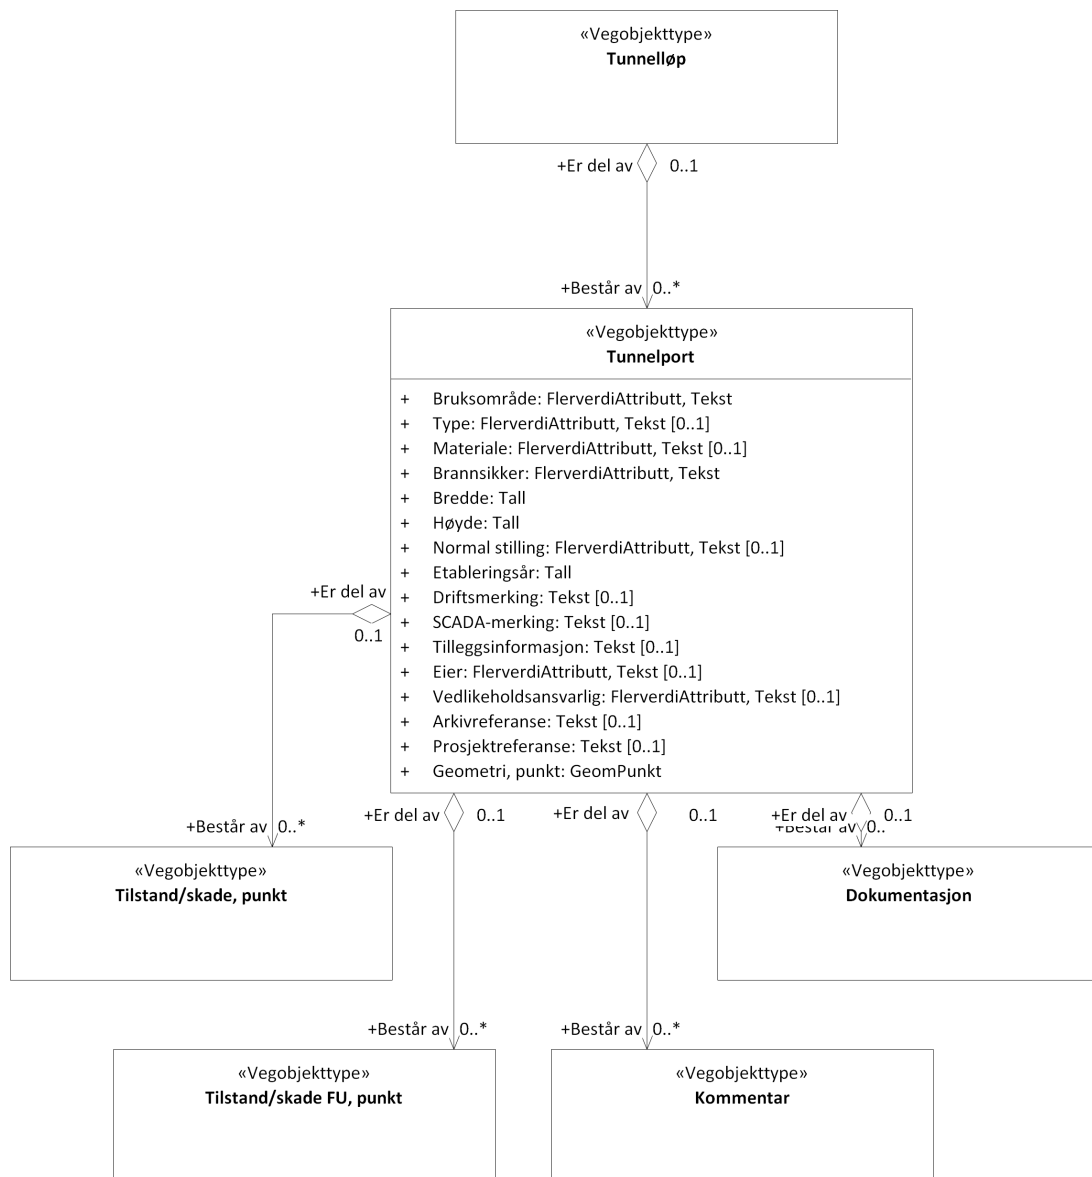 «Vegobjekttype»
Tunnelløp
+Er del av 0..1
+Består av 0..*
«Vegobjekttype»
Tunnelport
+ Bruksområde: FlerverdiAttributt, Tekst
+ Type: FlerverdiAttributt, Tekst [0..1]
+ Materiale: FlerverdiAttributt, Tekst [0..1]
+ Brannsikker: FlerverdiAttributt, Tekst
+ Bredde: Tall
+ Høyde: Tall
+ Normal stilling: FlerverdiAttributt, Tekst [0..1]
+ Etableringsår: Tall
+ Driftsmerking: Tekst [0..1]
+ SCADA-merking: Tekst [0..1]
+ Tilleggsinformasjon: Tekst [0..1]
+ Eier: FlerverdiAttributt, Tekst [0..1]
+ Vedlikeholdsansvarlig: FlerverdiAttributt, Tekst [0..1]
+ Arkivreferanse: Tekst [0..1]
+ Prosjektreferanse: Tekst [0..1]
+ Geometri, punkt: GeomPunkt
+Er del av
0..1
+Er del av 0..1
+Er del av 0..1
+Er del av 0..1
+Består av 0..*
+Består av 0..
«Vegobjekttype»
Tilstand/skade, punkt
«Vegobjekttype»
Dokumentasjon
+Består av 0..*
+Består av 0..*
«Vegobjekttype»
Tilstand/skade FU, punkt
«Vegobjekttype»
Kommentar